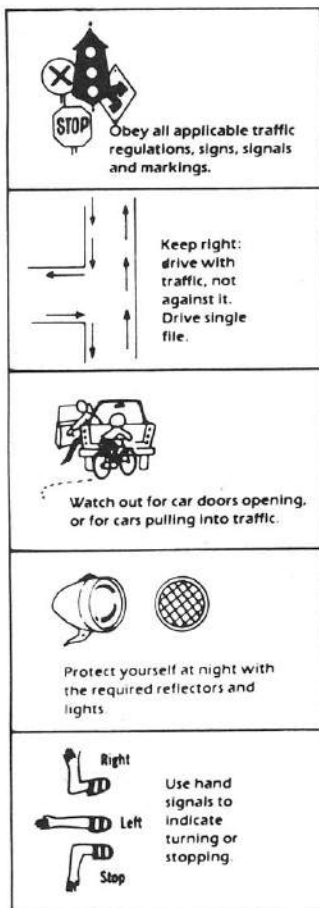 STOP
Obey all applicable traffic
regulations, signs, signals
and markings.
Keep right:
drive with
traffic, not
against it.
Drive single
file.
Watch out for car doors opening,
or for cars pulling into traffic.
Protect yourself at night with
the required reflectors and
lights.
Right
Left
Stop
Use hand
signals to
indicate
turning or
stopping.